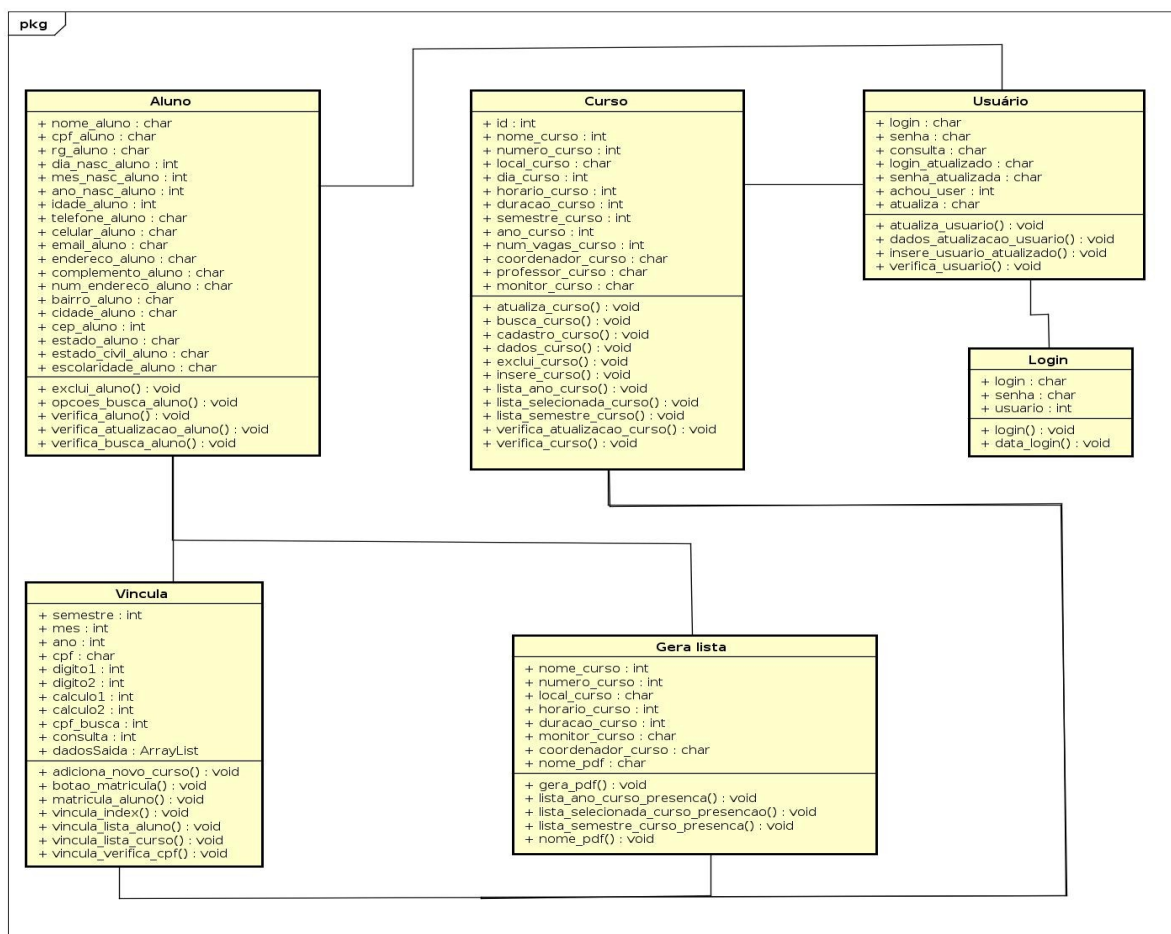 pkg
Aluno
+ nome_aluno : char
+ cpf_aluno : char
+ rg_aluno : char
+ dia_nasc_aluno : int
+ mes_nasc_aluno : int
+ ano_nasc_aluno : int
+ idade_aluno : int
+ telefone_aluno : char
+ celular_aluno : char
+ email_aluno : char
+ endereco_aluno : char
+ complemento_aluno : char
+ num_endereco_aluno : char
+ bairro_aluno : char
+ cidade_aluno : char
+ cep_aluno : int
+ estado_aluno : char
+ estado_civil_aluno : char
+ escolaridade_aluno : char
+ exclui_aluno() : void
+ opcoes_busca_aluno() : void
+ verifica_aluno() : void
+ verifica_atualizacao_aluno() : void
+ verifica_busca_aluno() : void
Curso
+ id : int
+ nome_curso : int
+ numero_curso : int
+ local_curso : char
+ dia_curso : int
+ horario_curso : int
+ duracao_curso : int
+ semestre_curso : int
+ ano_curso : int
+ num_vagas_curso : int
+ coordenador_curso : char
+ professor_curso : char
+ monitor_curso : char
+ atualiza_curso() : void
+ busca_curso() : void
+ cadastro_curso() : void
+ dados_curso() : void
+ exclui_curso() : void
+ insere_curso() : void
+ lista_ano_curso() : void
+ lista_selecionada_curso() : void
+ lista_semestre_curso() : void
+ verifica_atualizacao_curso() : void
+ verifica_curso() : void
Usuário
+ login : char
+ senha : char
+ consulta : char
+ login_atualizado : char
+ senha_atualizada : char
+ achou_user : int
+ atualiza : char
+ atualiza_usuario() : void
+ dados_atualizacao_usuario() : void
+ insere_usuario_atualizado() : void
+ verifica_usuario() : void
Login
+ login : char
+ senha : char
+ usuario : int
+ login() : void
+ data_login() : void
Vincula
+ semestre : int
+ mes : int
+ ano : int
+ cpf : char
+ digito1 : int
+ digito2 : int
+ calculo1 : int
+ calculo2 : int
+ cpf_busca : int
+ consulta : int
+ dadosSaida : ArrayList
+ adiciona_novo_curso() : void
+ botao_matricula() : void
+ matricula_aluno() : void
+ vincula_index() : void
+ vincula_lista_aluno() : void
+ vincula_lista_curso() : void
+ vincula_verifica_cpf() : void
Gera lista
+ nome_curso : int
+ numero_curso : int
+ local_curso : char
+ horario_curso : int
+ duracao_curso : int
+ monitor_curso : char
+ coordenador_curso : char
+ nome_pdf : char
+ gera_pdf() : void
+ lista_ano_curso_presenca() : void
+ lista_selecionada_curso_presencao() : void
+ lista_semestre_curso_presenca() : void
+ nome_pdf() : void